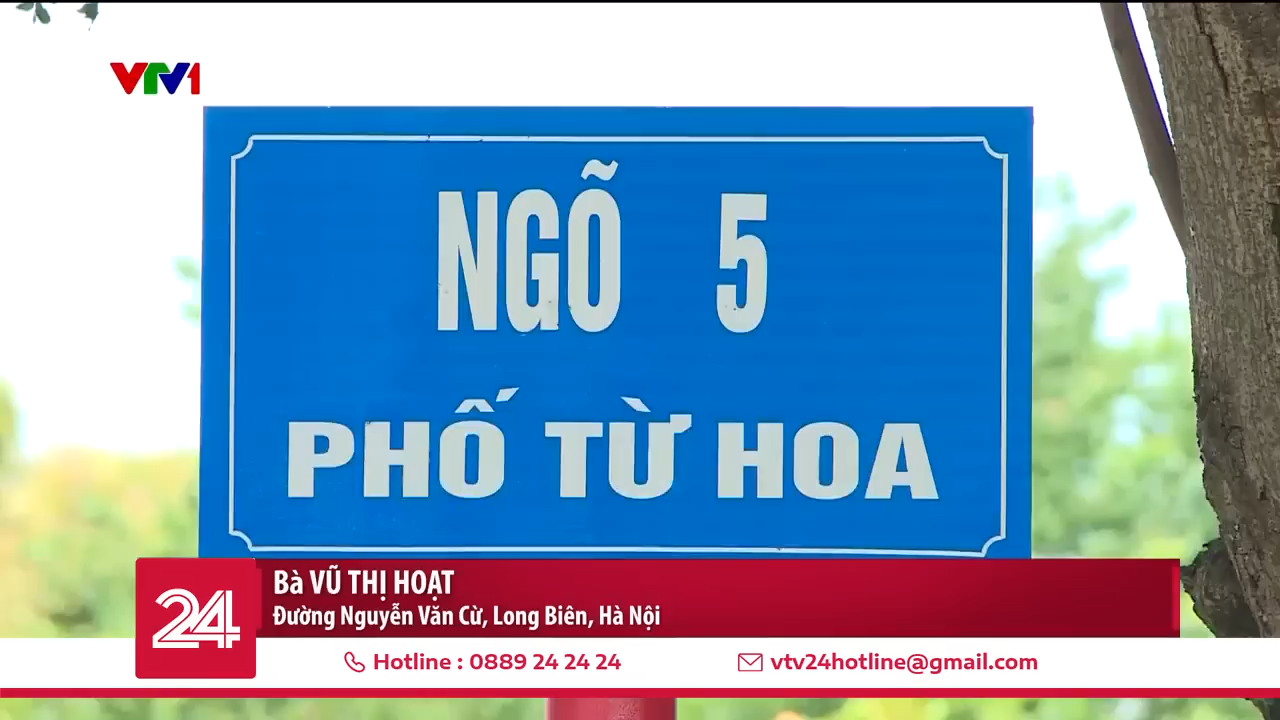 VTV1
NGÕ 5
PHỐ TỪ HOA
24
Bà VŨ THỊ HOẠT
Đường Nguyễn Văn Cừ, Long Biên, Hà Nội
Hotline : 0889 24 24 24
vtv24hotline@gmail.com